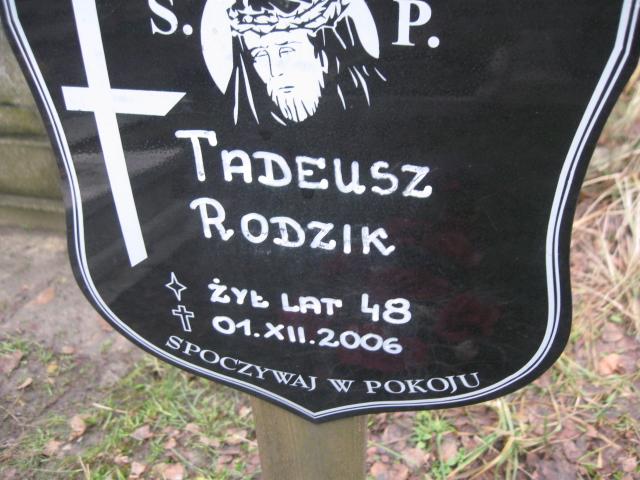 S. P.
TADEUSZ
RODZIK
ŻYŁ LAT 48
01.XII.2006
SPOCZYWAJ W POKOJU